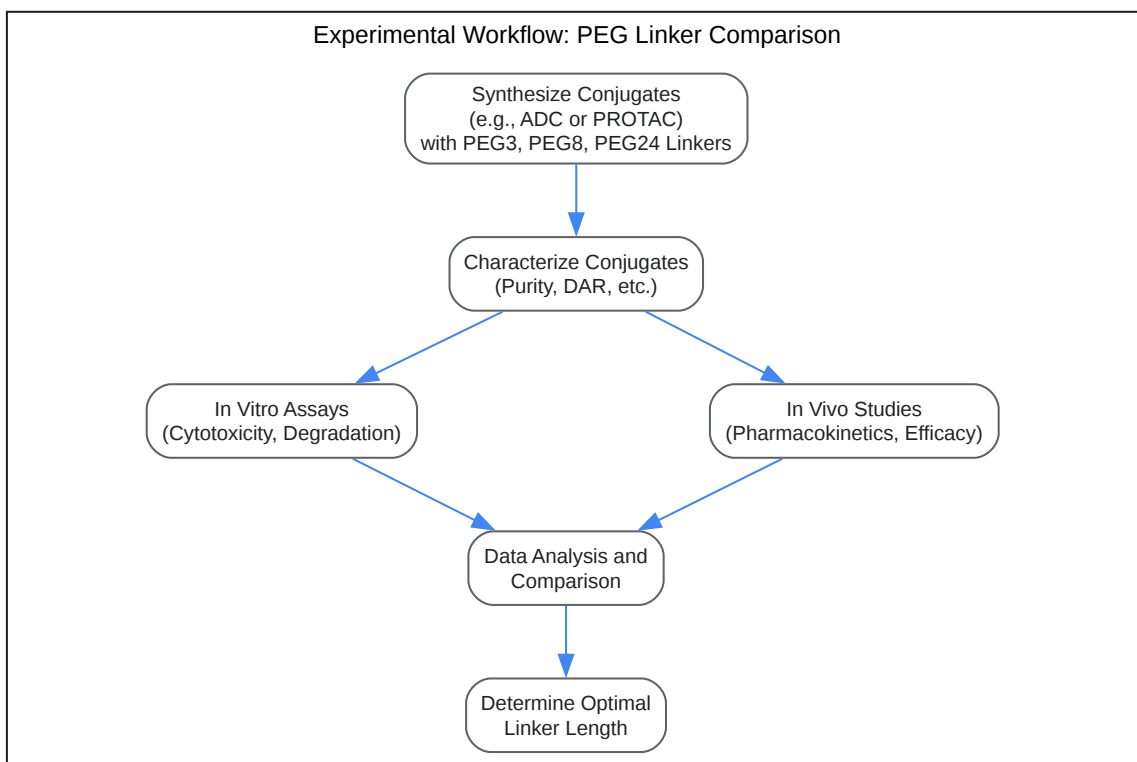 Experimental Workflow: PEG Linker Comparison
Synthesize Conjugates
(e.g., ADC or PROTAC)
with PEG3, PEG8, PEG24 Linkers
Characterize Conjugates
(Purity, DAR, etc.)
In Vitro Assays
(Cytotoxicity, Degradation)
In Vivo Studies
(Pharmacokinetics, Efficacy)
Data Analysis and
Comparison
Determine Optimal
Linker Length